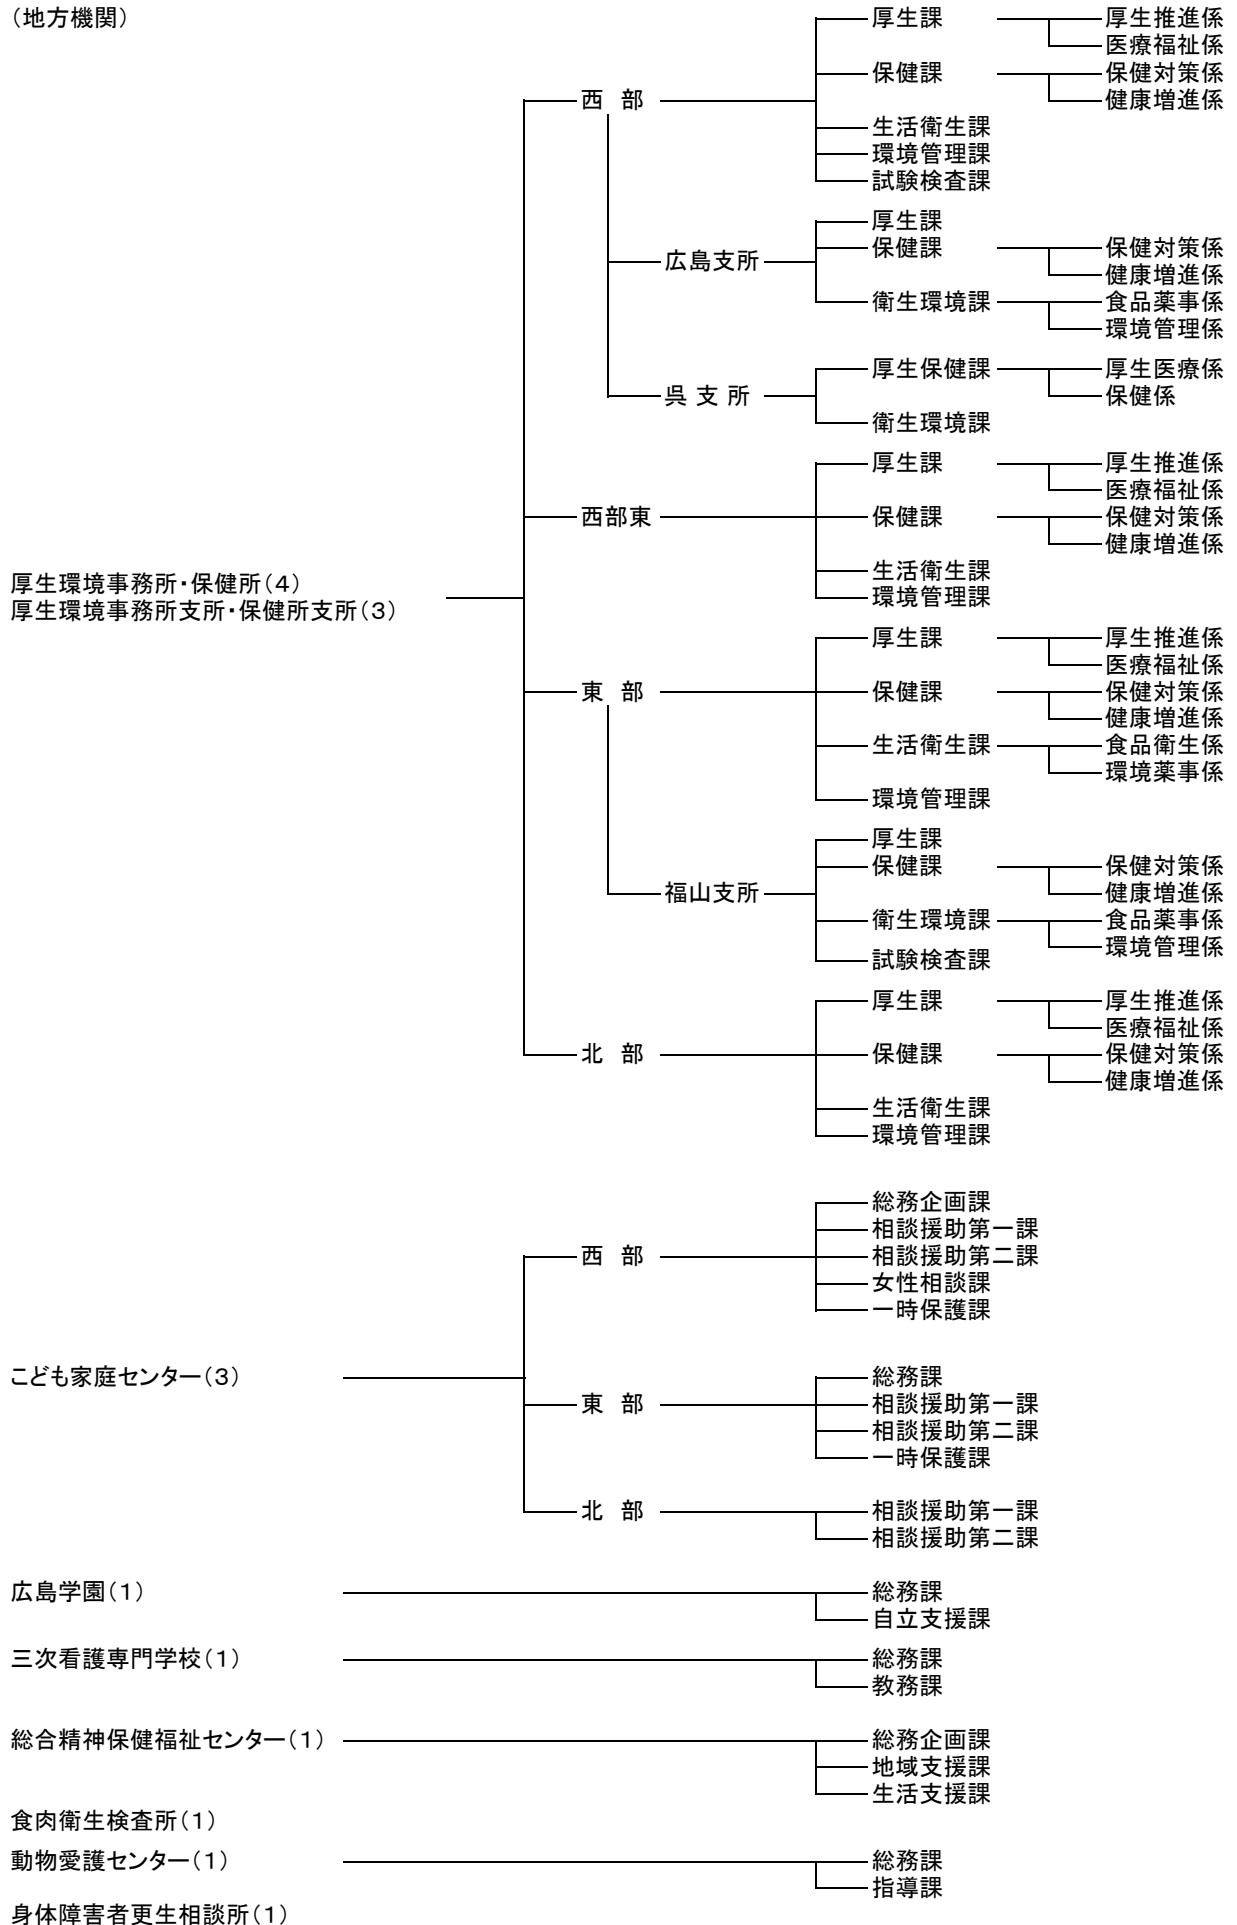 (地方機関)
厚生課 厚生推進係
医療福祉係
保健課 保健対策係
西 部 健康増進係
生活衛生課
環境管理課
試験検査課
厚生課
保健課 保健対策係
広島支所 健康増進係
衛生環境課 食品薬事係
環境管理係
厚生保健課 厚生医療係
呉 支 所 保健係
衛生環境課
厚生課 厚生推進係
医療福祉係
西部東 保健課 保健対策係
健康増進係
生活衛生課
厚生環境事務所・保健所(4)
環境管理課
厚生環境事務所支所・保健所支所(3)
厚生課 厚生推進係
医療福祉係
東 部 保健課 保健対策係
健康増進係
生活衛生課 食品衛生係
環境薬事係
環境管理課
厚生課
保健課 保健対策係
福山支所 健康増進係
衛生環境課 食品薬事係
環境管理係
試験検査課
厚生課 厚生推進係
医療福祉係
北 部 保健課 保健対策係
健康増進係
生活衛生課
環境管理課
総務企画課
相談援助第一課
西 部 相談援助第二課
女性相談課
一時保護課
こども家庭センター(3) 総務課
東 部 相談援助第一課
相談援助第二課
一時保護課
北 部 相談援助第一課
相談援助第二課
広島学園(1) 総務課
自立支援課
三次看護専門学校(1) 総務課
教務課
総合精神保健福祉センター(1) 総務企画課
地域支援課
生活支援課
食肉衛生検査所(1)
動物愛護センター(1) 総務課
指導課
身体障害者更生相談所(1)